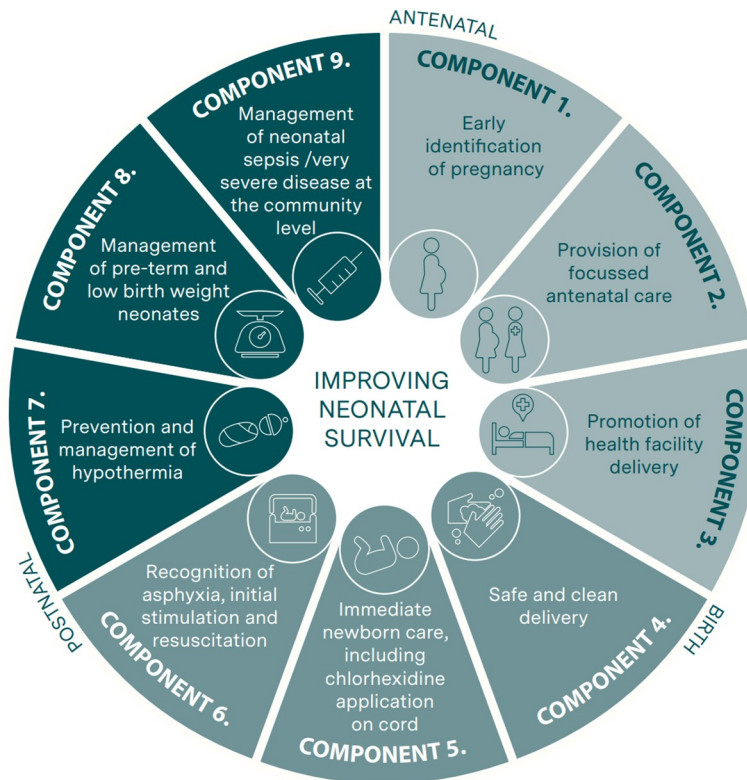 ANTENATAL
COMPONENT 1.
Early
identification
of pregnancy
COMPONENT 2.
Provision of
focussed
antenatal care
COMPONENT 3.
Promotion of
health facility
delivery
BIRTH
COMPONENT 4.
Safe and clean
delivery
COMPONENT 5.
Immediate
newborn care,
including
chlorhexidine
application
on cord
COMPONENT 6.
Recognition of
asphyxia, initial
stimulation and
resuscitation
POSTNATAL
COMPONENT 7.
Prevention and
management of
hypothermia
COMPONENT 8.
Management
of pre-term and
low birth weight
neonates
COMPONENT 9.
Management
of neonatal
sepsis /very
severe disease at
the community
level
IMPROVING
NEONATAL
SURVIVAL